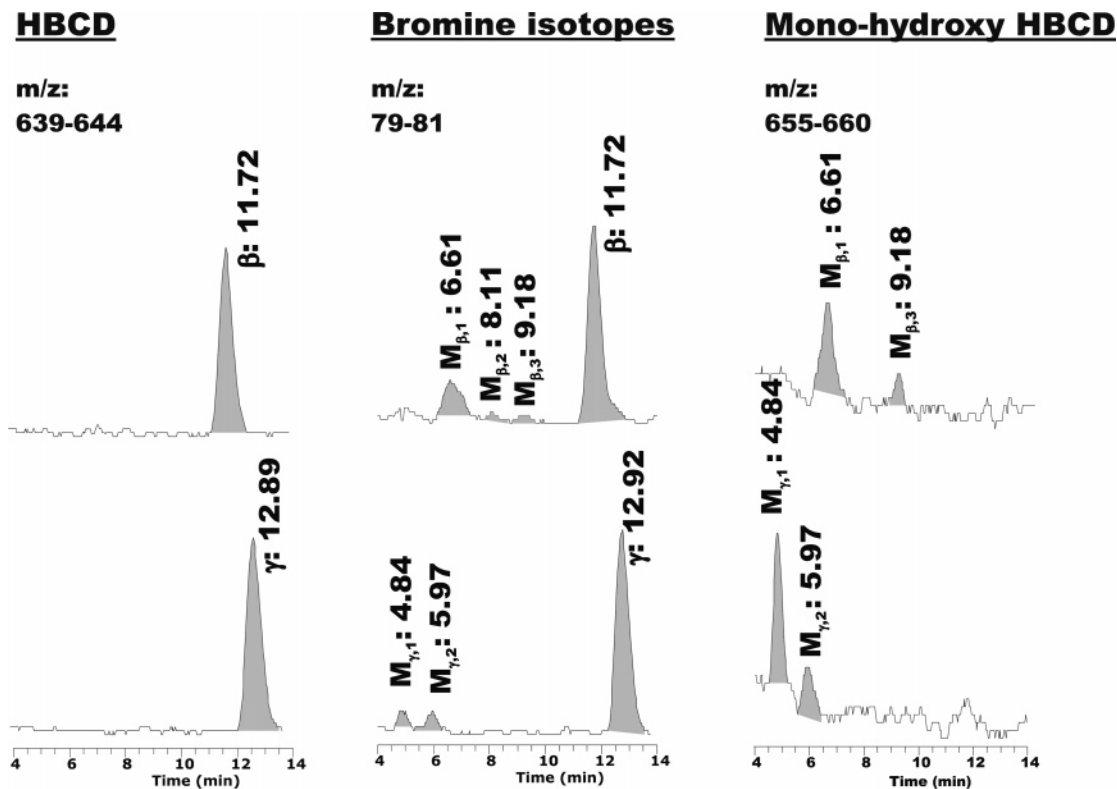 HBCD
m/z:
639-644
β: 11.72
γ: 12.89
4 6 8 10 12 14
Time (min)
Bromine isotopes
m/z:
79-81
Mβ,1 : 6.61
Mβ,2 : 8.11
Mβ,3 : 9.18
β: 11.72
Mγ,1 : 4.84
Mγ,2 : 5.97
γ: 12.92
4 6 8 10 12 14
Time (min)
Mono-hydroxy HBCD
m/z:
655-660
Mβ,1 : 6.61
Mβ,3 : 9.18
Mγ,1 : 4.84
Mγ,2 : 5.97
4 6 8 10 12 14
Time (min)